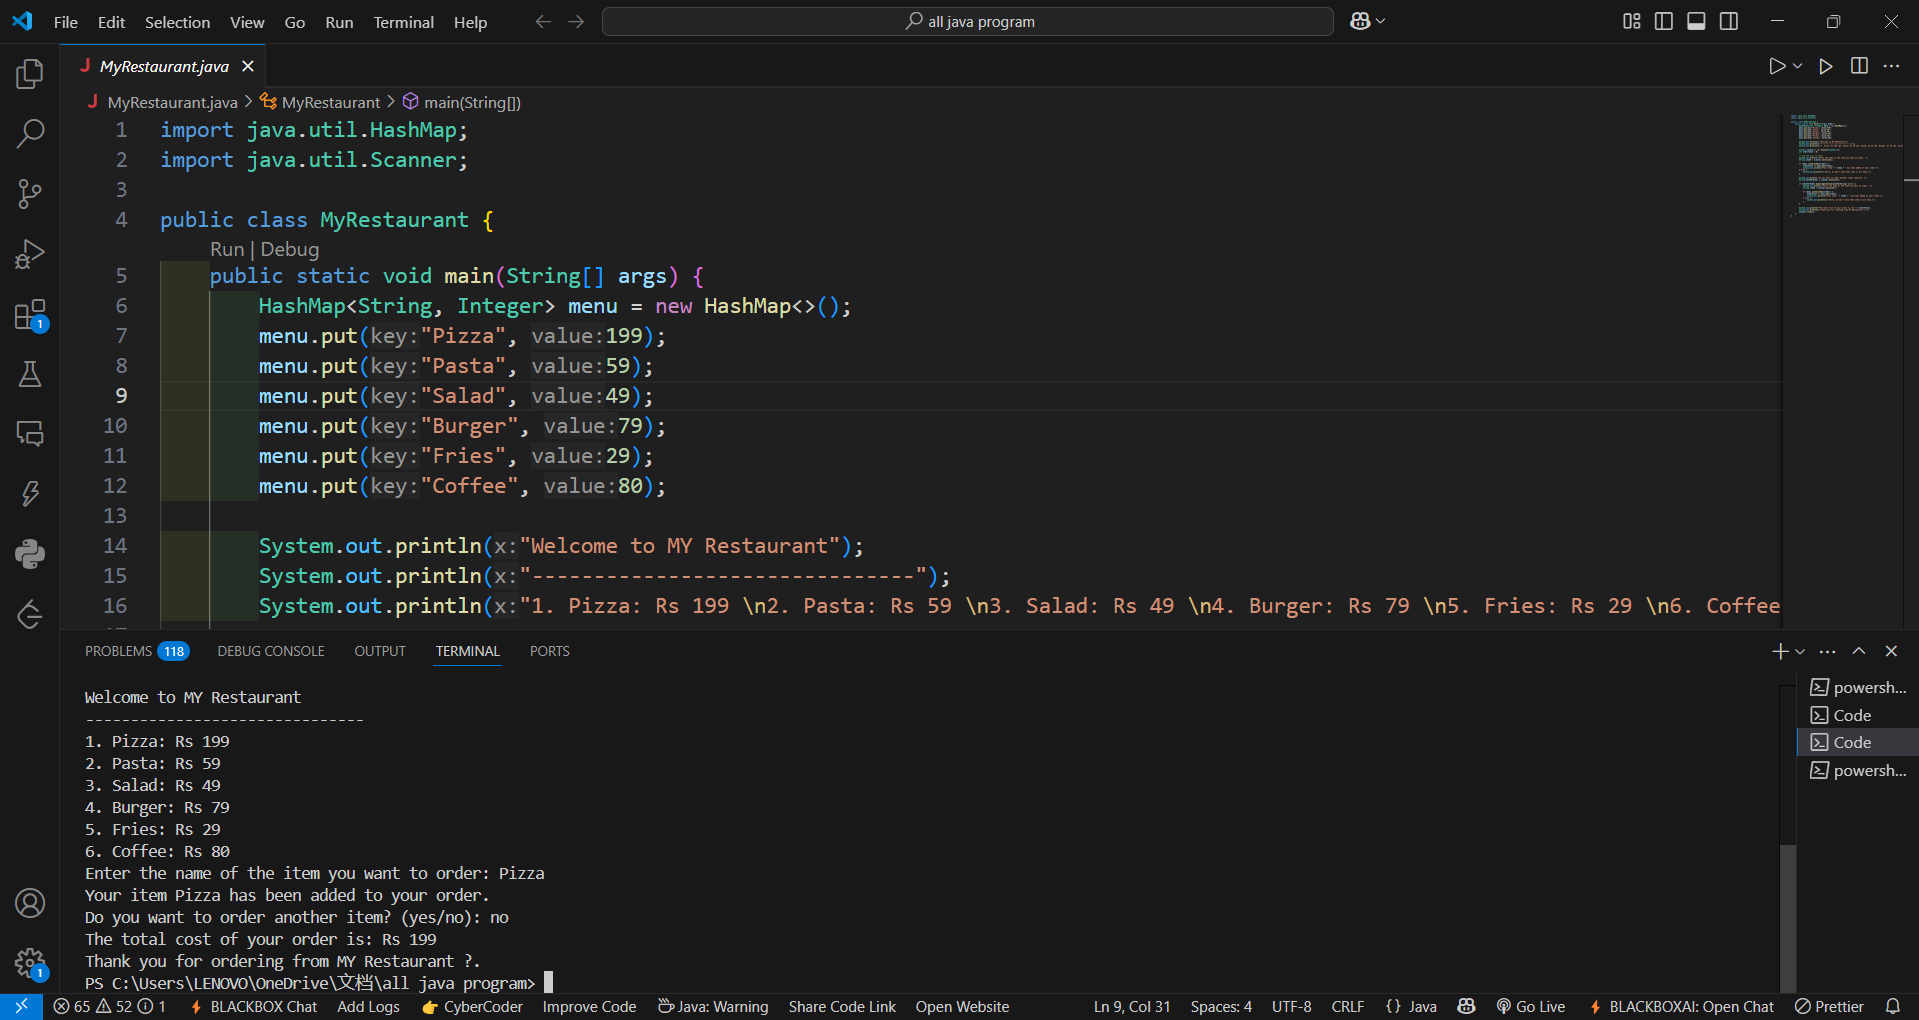 File Edit Selection View Go Run Terminal Help
all java program
J MyRestaurant.java
J MyRestaurant.java > MyRestaurant > main(String[])
1 import java.util.HashMap;
2 import java.util.Scanner;
3
4 public class MyRestaurant {
Run | Debug
5 public static void main(String[] args) {
6 HashMap<String, Integer> menu = new HashMap<>();
7 menu.put(key:"Pizza", value:199);
8 menu.put(key:"Pasta", value:59);
9 menu.put(key:"Salad", value:49);
10 menu.put(key:"Burger", value:79);
11 menu.put(key:"Fries", value:29);
12 menu.put(key:"Coffee", value:80);
13
14 System.out.println(x:"Welcome to MY Restaurant");
15 System.out.println(x:"-------------------------------");
16 System.out.println(x:"1. Pizza: Rs 199 \n2. Pasta: Rs 59 \n3. Salad: Rs 49 \n4. Burger: Rs 79 \n5. Fries: Rs 29 \n6. Coffee
PROBLEMS 118 DEBUG CONSOLE OUTPUT TERMINAL PORTS
Welcome to MY Restaurant
-------------------------------
1. Pizza: Rs 199
2. Pasta: Rs 59
3. Salad: Rs 49
4. Burger: Rs 79
5. Fries: Rs 29
6. Coffee: Rs 80
Enter the name of the item you want to order: Pizza
Your item Pizza has been added to your order.
Do you want to order another item? (yes/no): no
The total cost of your order is: Rs 199
Thank you for ordering from MY Restaurant ?.
PS C:\Users\LENOVO\OneDrive\文档\all java program>
powersh...
Code
Code
powersh...
1
1
65 52 1 BLACKBOX Chat Add Logs CyberCoder Improve Code Java: Warning Share Code Link Open Website Ln 9, Col 31 Spaces: 4 UTF-8 CRLF {} Java Go Live BLACKBOXAI: Open Chat Prettier